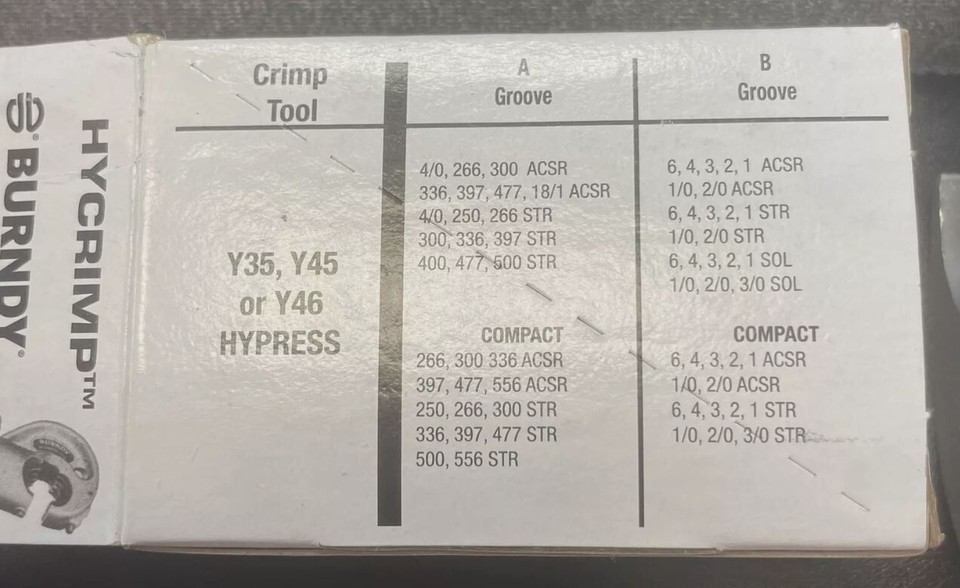 HYCRIMP™
BURNDY®
Crimp
Tool
A
Groove
B
Groove
Y35, Y45
or Y46
HYPRESS
4/0, 266, 300 ACSR
336, 397, 477, 18/1 ACSR
4/0, 250, 266 STR
300, 336, 397 STR
400, 477, 500 STR
COMPACT
266, 300 336 ACSR
397, 477, 556 ACSR
250, 266, 300 STR
336, 397, 477 STR
500, 556 STR
6, 4, 3, 2, 1 ACSR
1/0, 2/0 ACSR
6, 4, 3, 2, 1 STR
1/0, 2/0 STR
6, 4, 3, 2, 1 SOL
1/0, 2/0, 3/0 SOL
COMPACT
6, 4, 3, 2, 1 ACSR
1/0, 2/0 ACSR
6, 4, 3, 2, 1 STR
1/0, 2/0, 3/0 STR